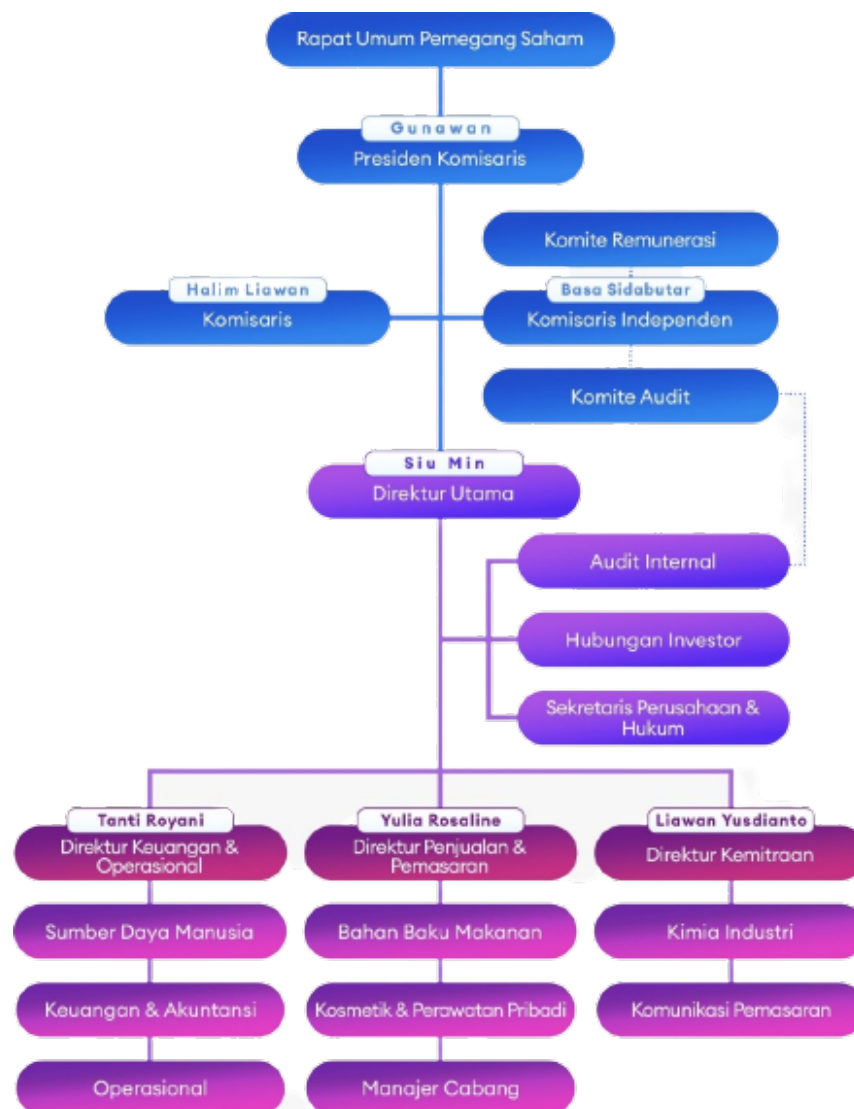 Rapat Umum Pemegang Saham
Gunawan
Presiden Komisaris
Komite Remunerasi
Halim Liawan
Komisaris
Basa Sidabutar
Komisaris Independen
Komite Audit
Siu Min
Direktur Utama
Audit Internal
Hubungan Investor
Sekretaris Perusahaan &
Hukum
Tanti Royani
Direktur Keuangan &
Operasional
Yulia Rosaline
Direktur Penjualan &
Pemasaran
Liawan Yusdianto
Direktur Kemitraan
Sumber Daya Manusia
Bahan Baku Makanan
Kimia Industri
Keuangan & Akuntansi
Kosmetik & Perawatan Pribadi
Komunikasi Pemasaran
Operasional
Manajer Cabang